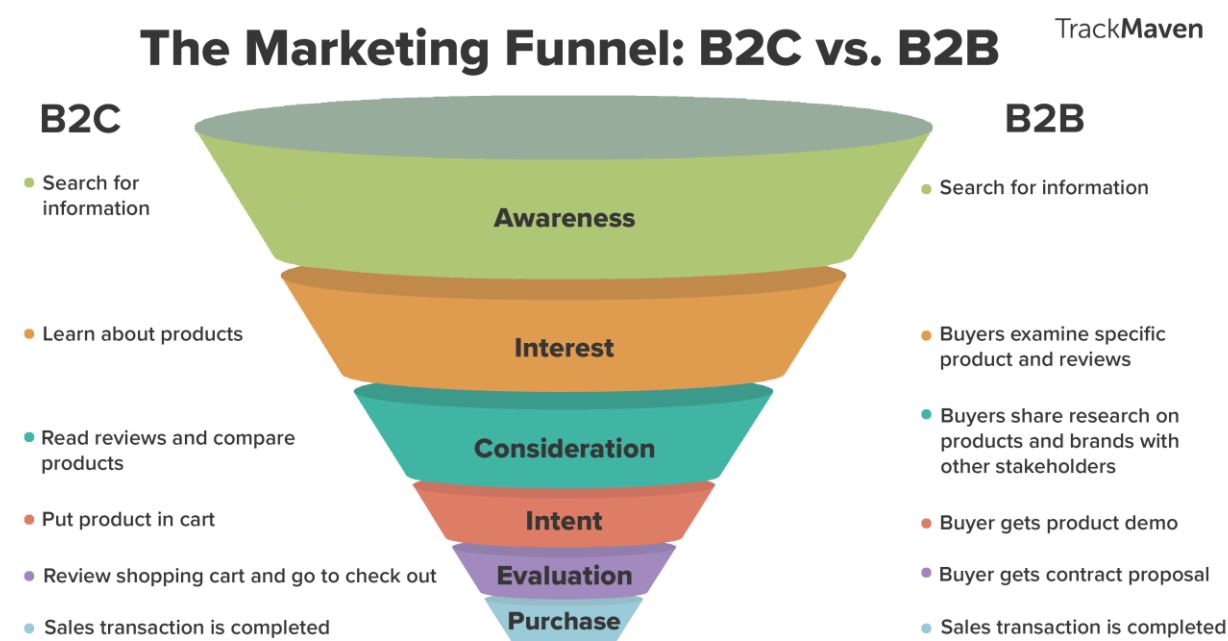 The Marketing Funnel: B2C vs. B2B
TrackMaven
B2C
Search for
information
Learn about products
Read reviews and compare
products
Put product in cart
Review shopping cart and go to check out
Sales transaction is completed
Awareness
Interest
Consideration
Intent
Evaluation
Purchase
B2B
Search for information
Buyers examine specific
product and reviews
Buyers share research on
products and brands with
other stakeholders
Buyer gets product demo
Buyer gets contract proposal
Sales transaction is completed